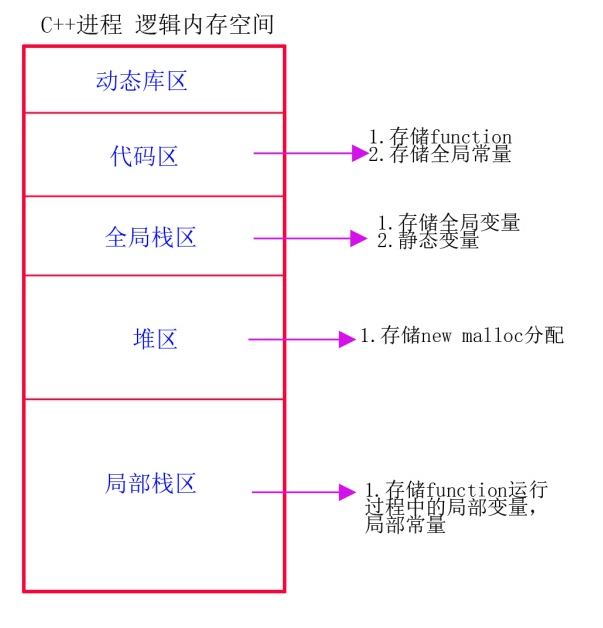 C++进程 逻辑内存空间
动态库区
代码区
1.存储function
2.存储全局常量
全局栈区
1.存储全局变量
2.静态变量
堆区
1.存储new malloc分配
局部栈区
1.存储function运行
过程中的局部变量，
局部常量